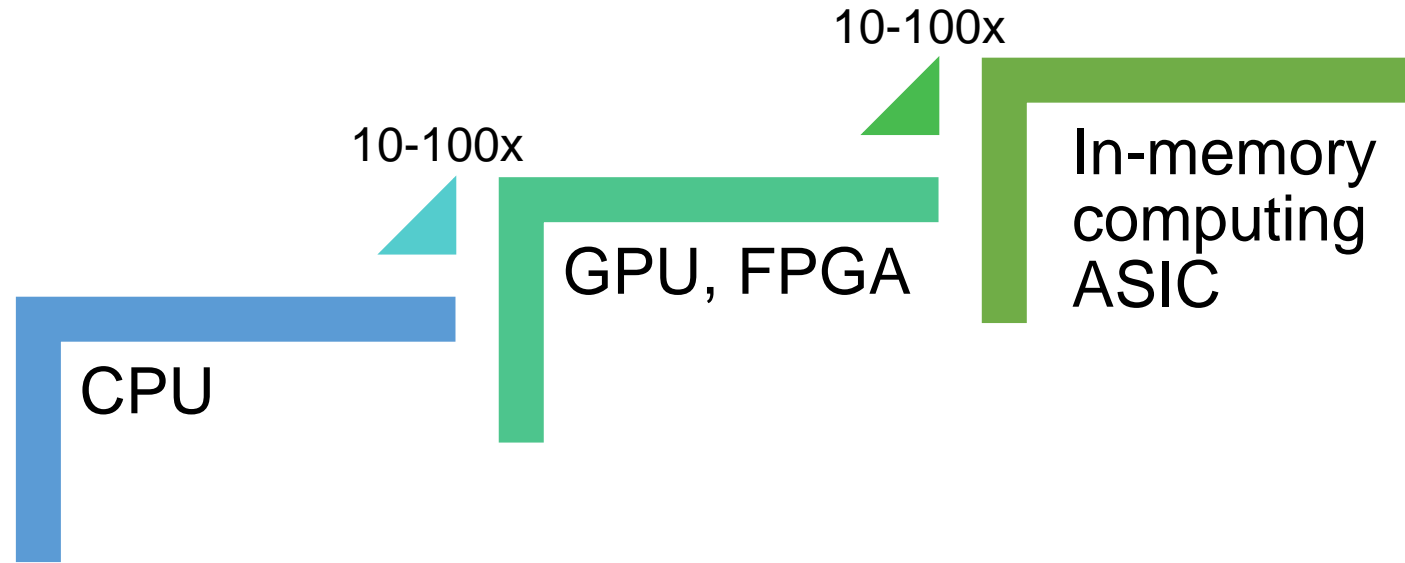 10-100x
10-100x
In-memory
computing
ASIC
GPU, FPGA
CPU